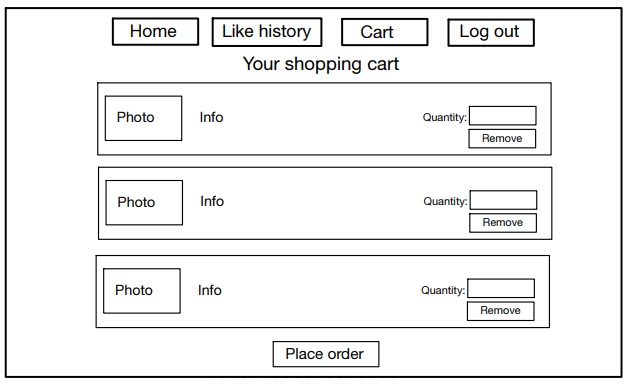 Home Like history Cart Log out
Your shopping cart
Photo Info Quantity:
Remove
Photo Info Quantity:
Remove
Photo Info Quantity:
Remove
Place order